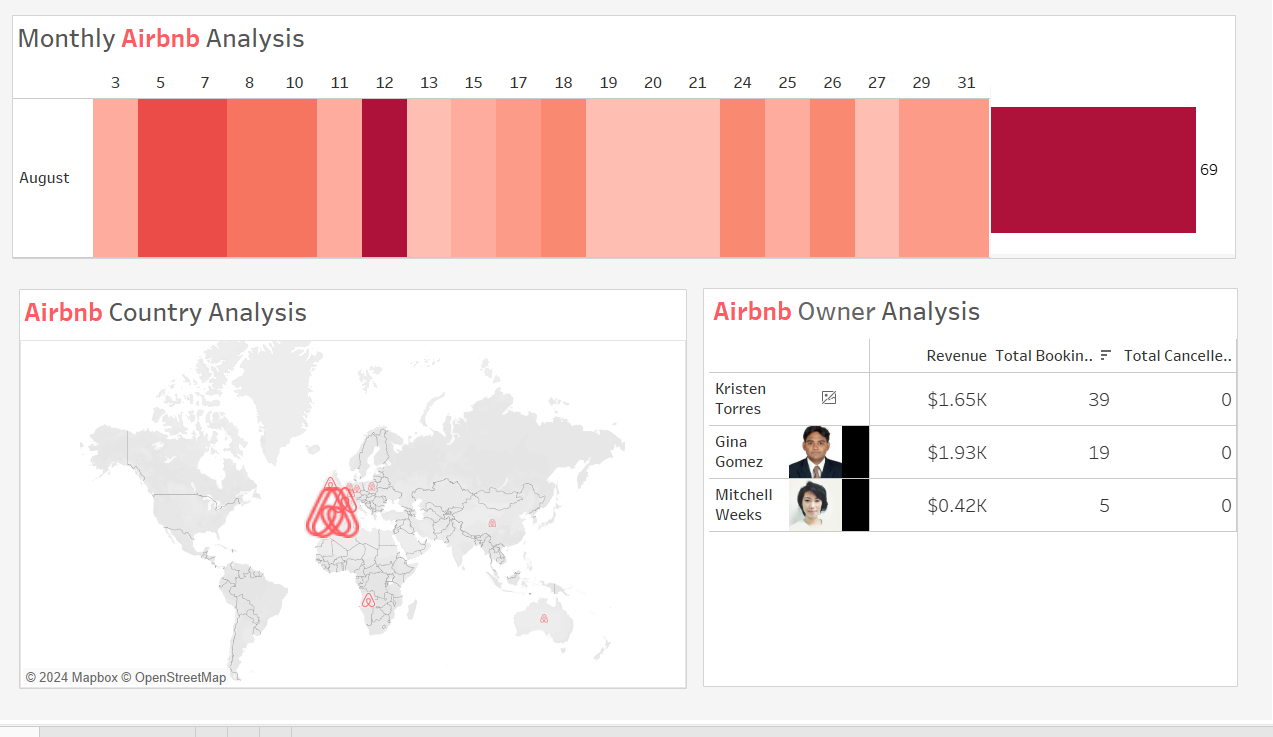 Monthly Airbnb Analysis
3 5 7 8 10 11 12 13 15 17 18 19 20 21 24 25 26 27 29 31
August
69
Airbnb Country Analysis
© 2024 Mapbox © OpenStreetMap
Airbnb Owner Analysis
Revenue Total Bookin.. Total Cancelle..
Kristen
Torres
$1.65K 39 0
Gina
Gomez
$1.93K 19 0
Mitchell
Weeks
$0.42K 5 0